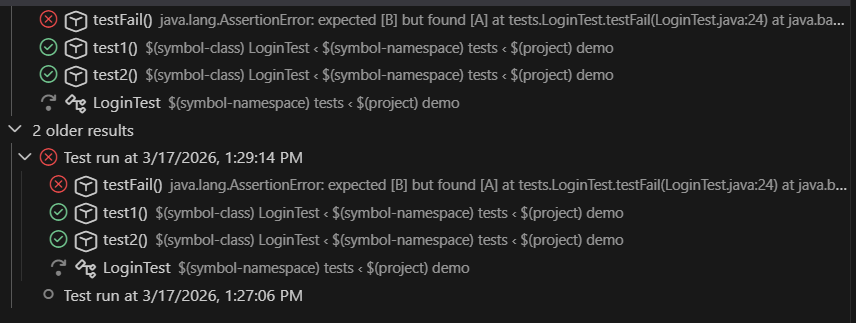 testFail() java.lang.AssertionError: expected [B] but found [A] at tests.LoginTest.testFail(LoginTest.java:24) at java.ba...
test1() $(symbol-class) LoginTest ‹ $(symbol-namespace) tests ‹ $(project) demo
test2() $(symbol-class) LoginTest ‹ $(symbol-namespace) tests ‹ $(project) demo
LoginTest $(symbol-namespace) tests ‹ $(project) demo
2 older results
Test run at 3/17/2026, 1:29:14 PM
testFail() java.lang.AssertionError: expected [B] but found [A] at tests.LoginTest.testFail(LoginTest.java:24) at java.b...
test1() $(symbol-class) LoginTest ‹ $(symbol-namespace) tests ‹ $(project) demo
test2() $(symbol-class) LoginTest ‹ $(symbol-namespace) tests ‹ $(project) demo
LoginTest $(symbol-namespace) tests ‹ $(project) demo
Test run at 3/17/2026, 1:27:06 PM